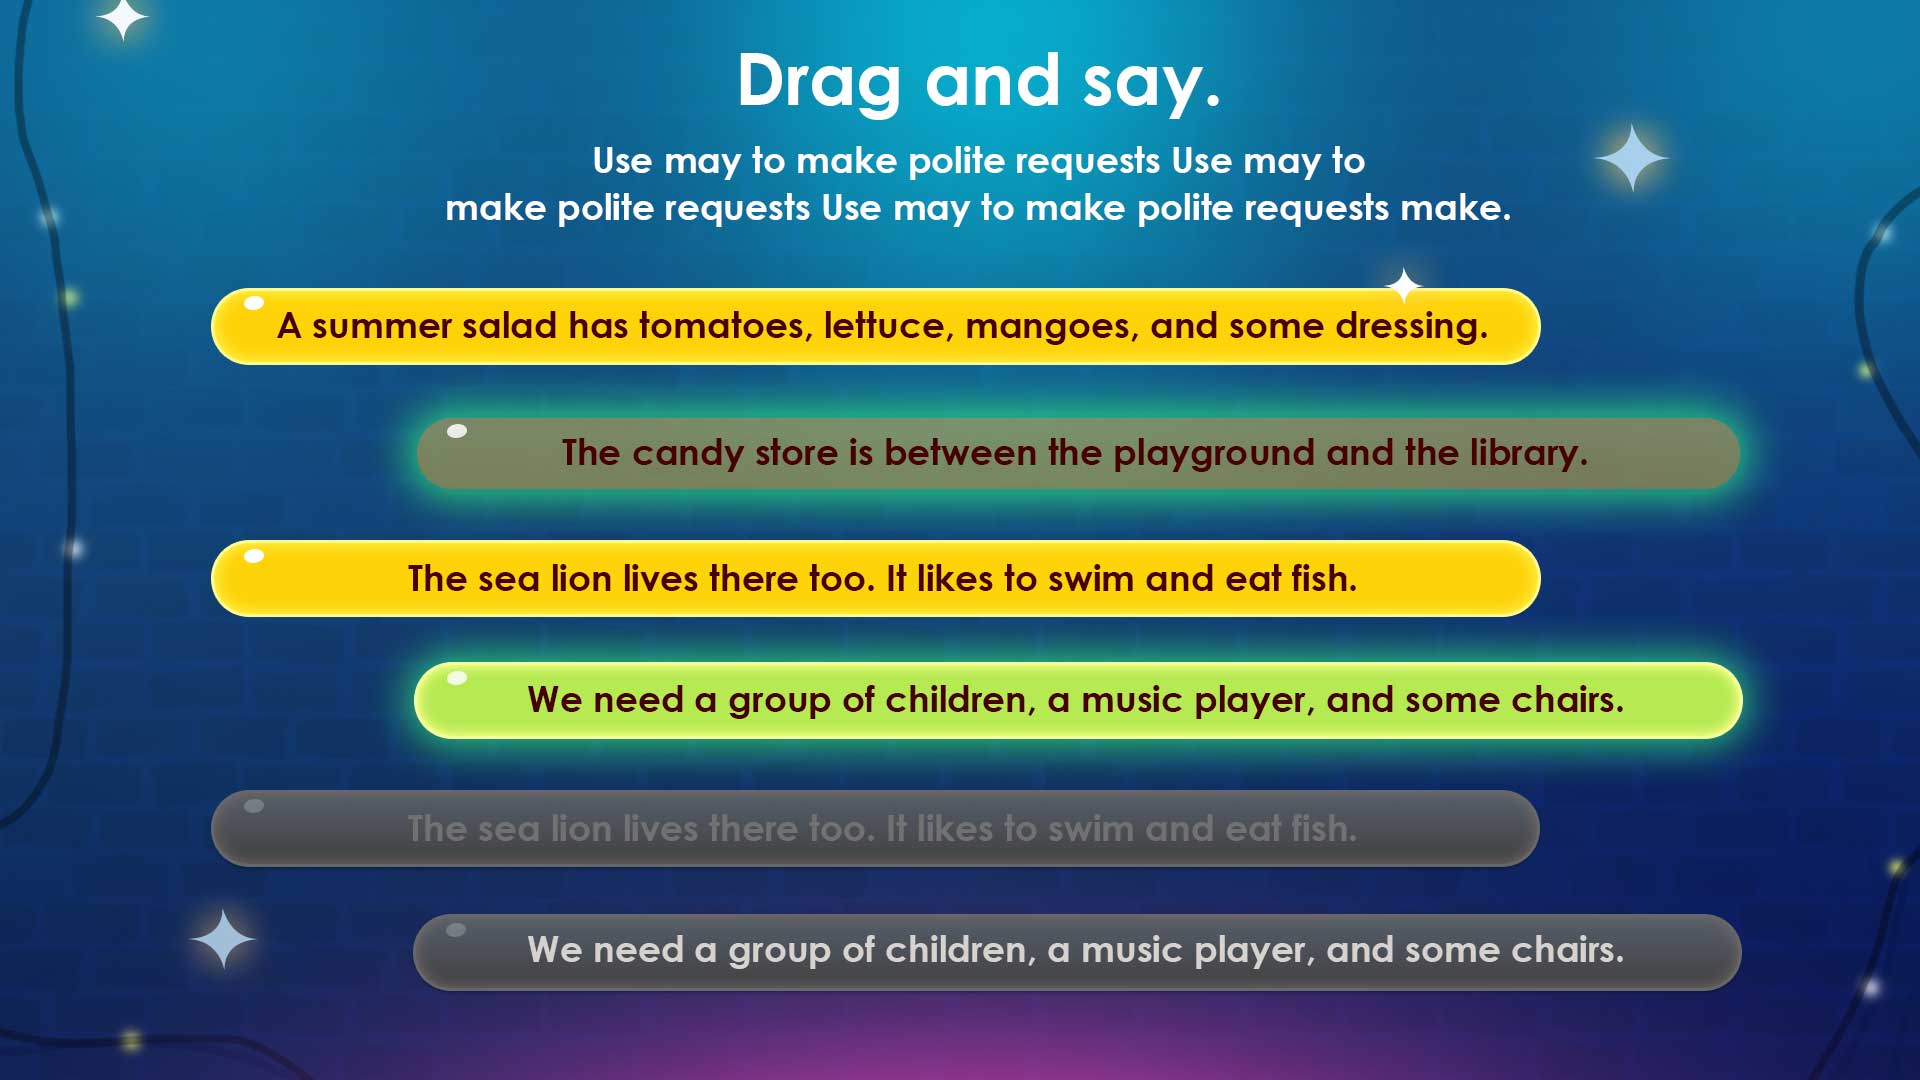 Drag and say.
Use may to make polite requests Use may to
make polite requests Use may to make polite requests make.
A summer salad has tomatoes, lettuce, mangoes, and some dressing.
The candy store is between the playground and the library.
The sea lion lives there too. It likes to swim and eat fish.
We need a group of children, a music player, and some chairs.
The sea lion lives there too. It likes to swim and eat fish.
We need a group of children, a music player, and some chairs.